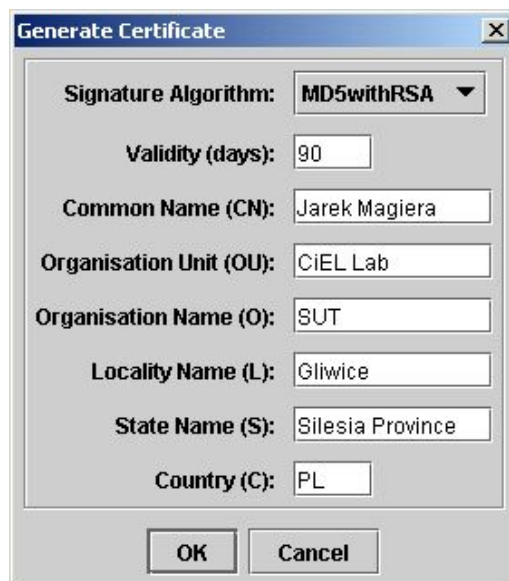 Generate Certificate
Signature Algorithm: MD5withRSA
Validity (days): 90
Common Name (CN): Jarek Magiera
Organisation Unit (OU): CiEL Lab
Organisation Name (O): SUT
Locality Name (L): Gliwice
State Name (S): Silesia Province
Country (C): PL
OK Cancel